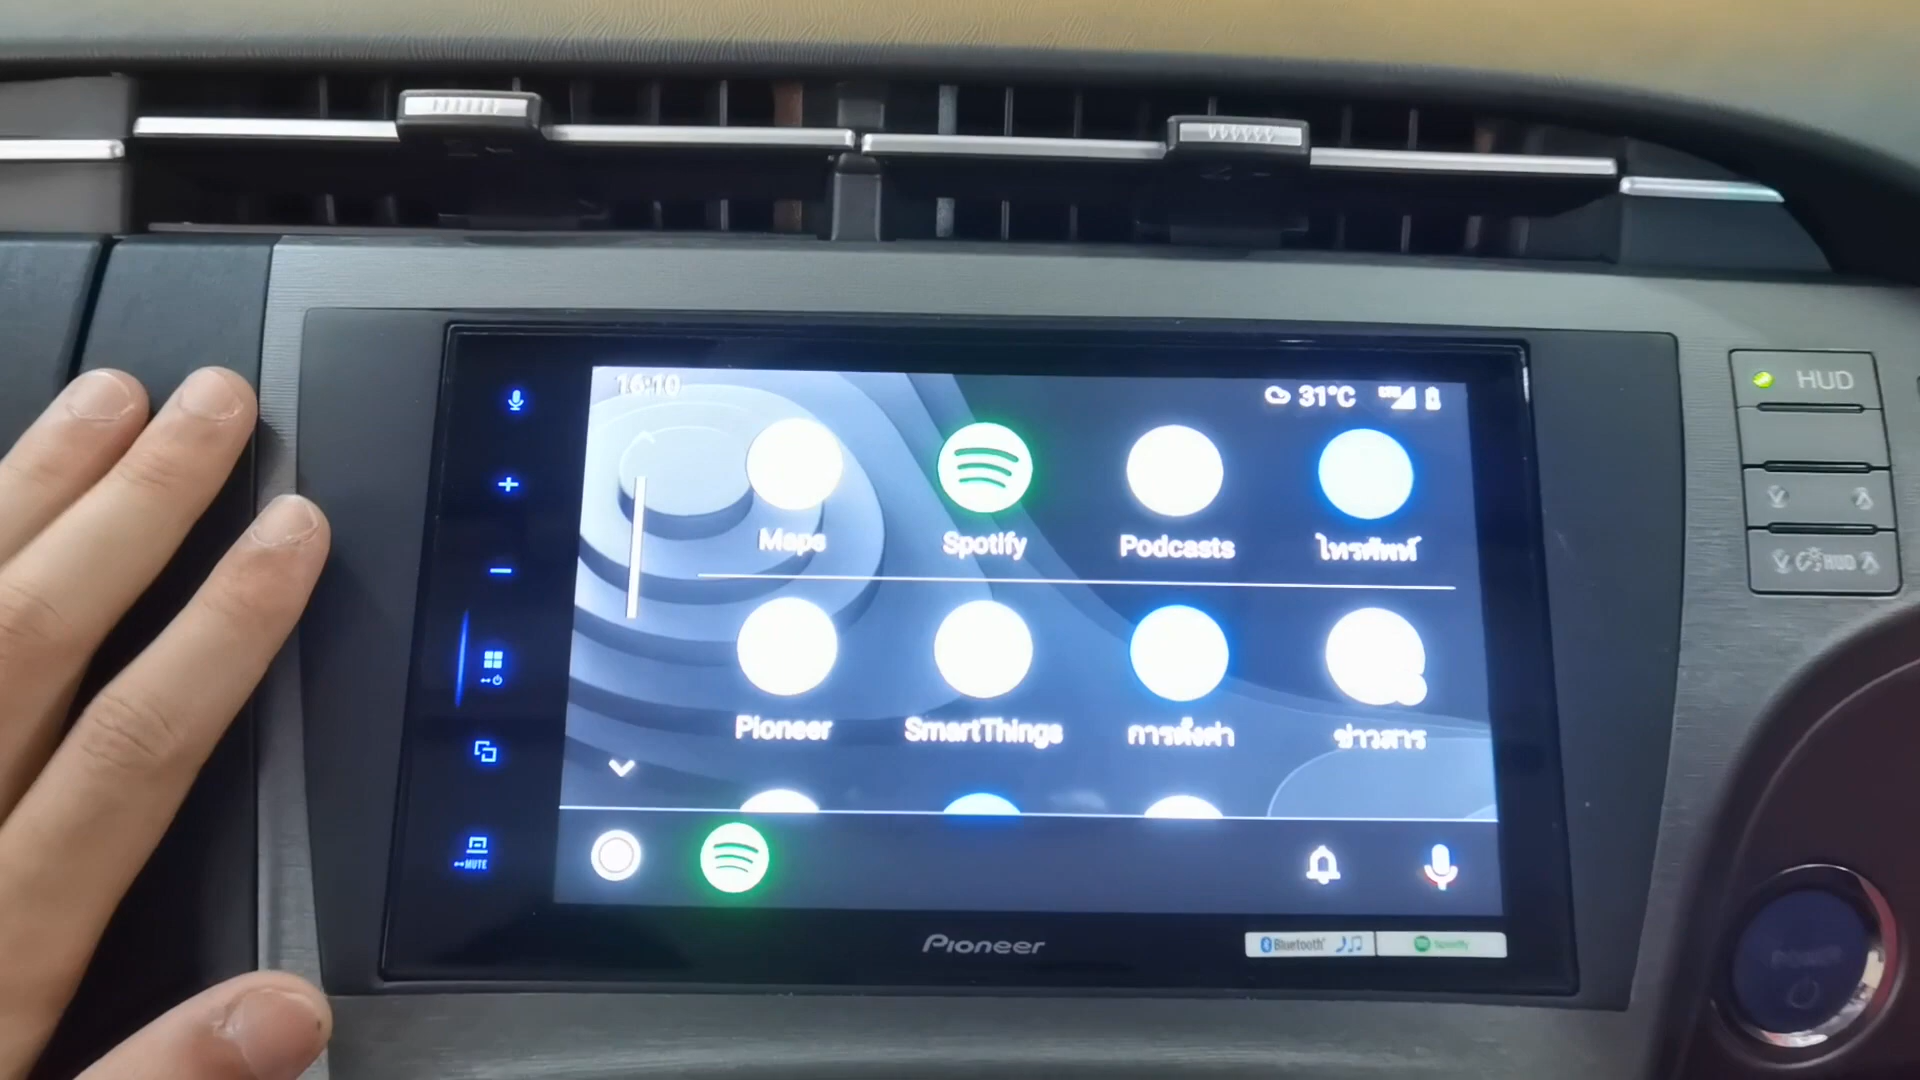 16:10
31°C
HUD
Maps
Spotify
Podcasts
โทรศัพท์
HUD
Pioneer
SmartThings
การตั้งค่า
ข่าวสาร
MUTE
Pioneer
Bluetooth
Spotify